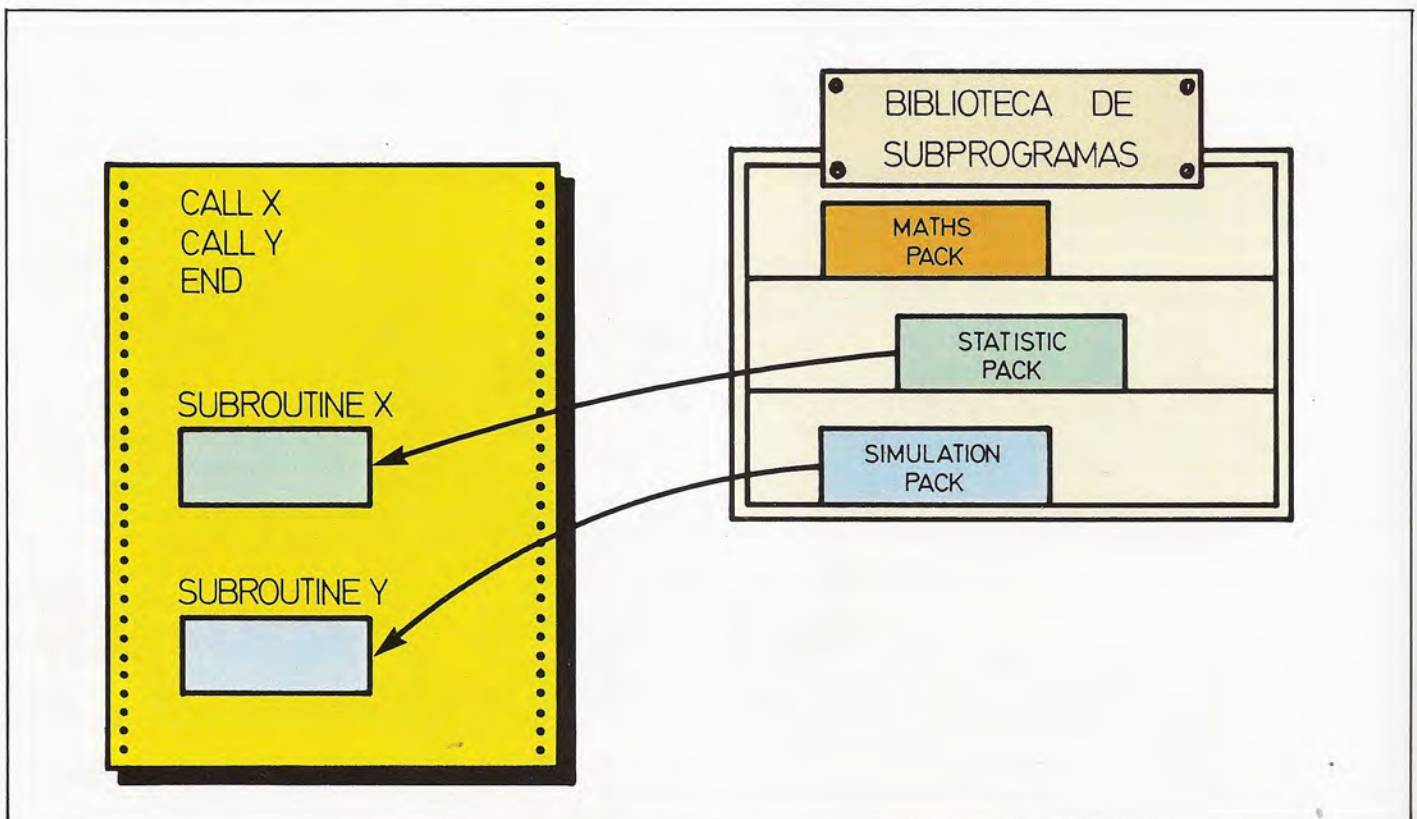 CALL X
CALL Y
END
SUBROUTINE X
SUBROUTINE Y
BIBLIOTECA DE
SUBPROGRAMAS
MATHS
PACK
STATISTIC
PACK
SIMULATION
PACK